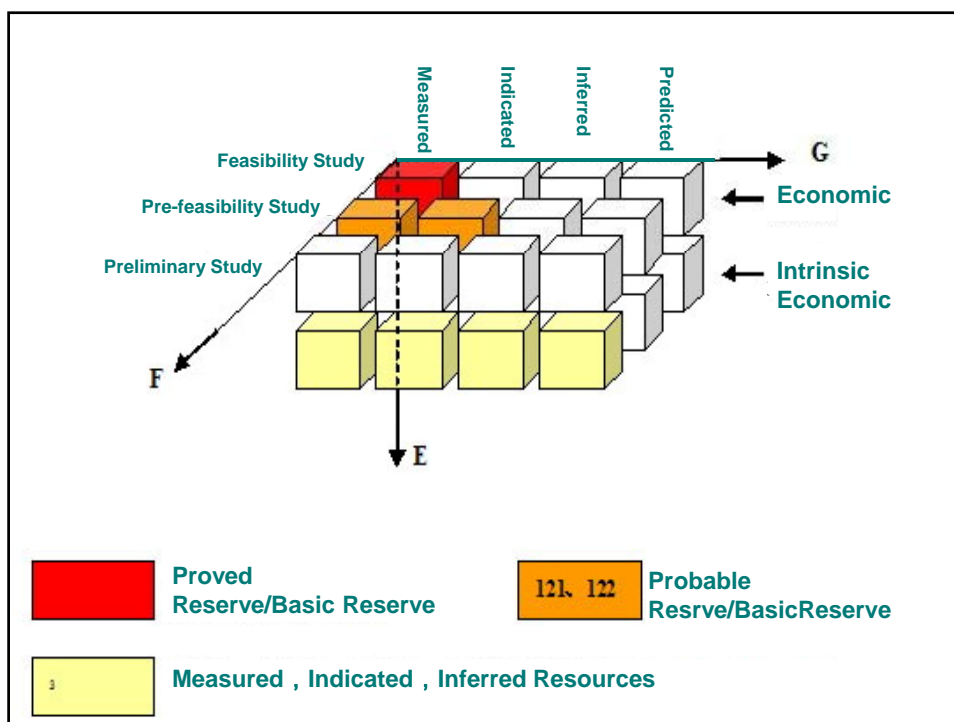 Measured
Indicated
Inferred
Predicted
Feasibility Study
G
Economic
Pre-feasibility Study
Preliminary Study
Intrinsic
Economic
F
E
Proved
Reserve/Basic Reserve
121、122
Probable
Resrve/BasicReserve
3
Measured , Indicated , Inferred Resources